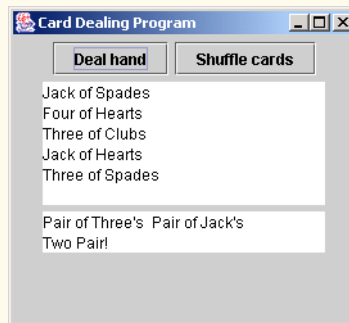 Card Dealing Program
Deal hand Shuffle cards
Jack of Spades
Four of Hearts
Three of Clubs
Jack of Hearts
Three of Spades
Pair of Three's Pair of Jack's
Two Pair!